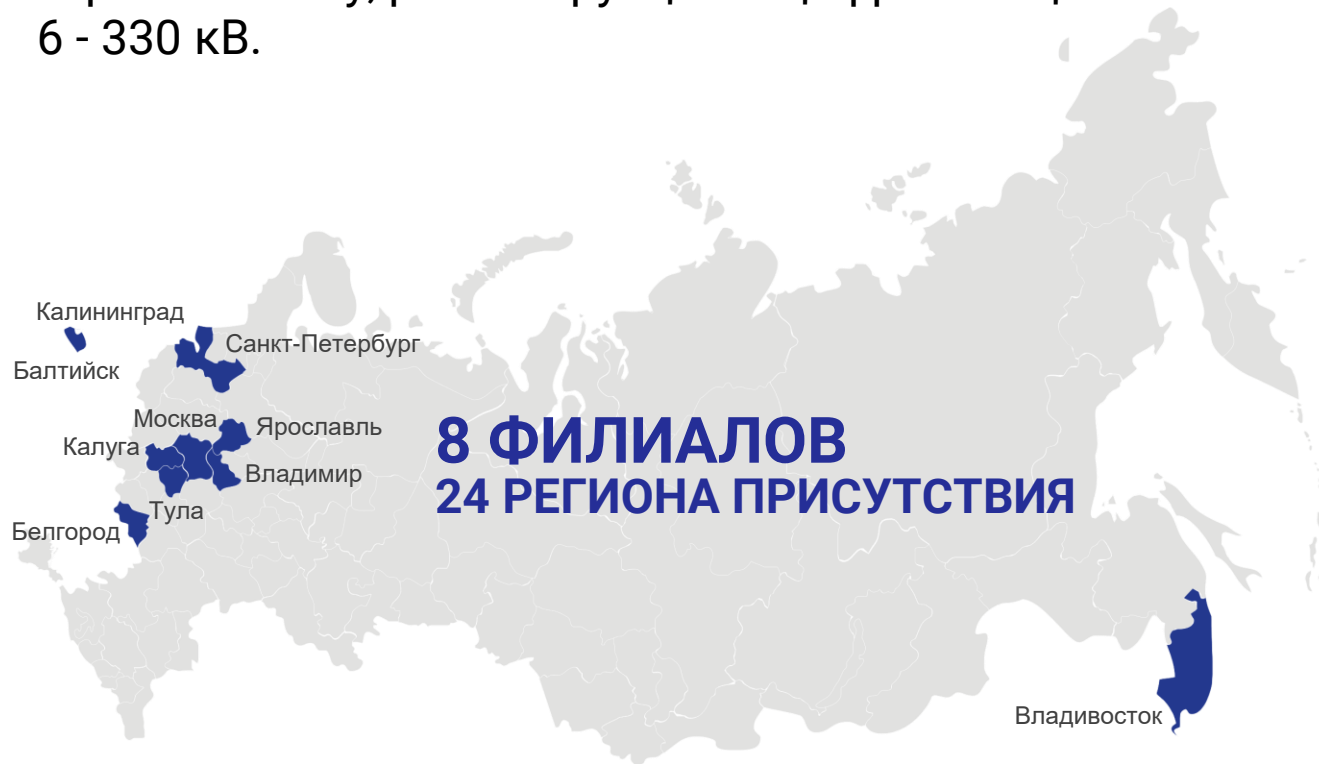 6 - 330 кВ.
Калининград
Санкт-Петербург
Балтийск
Москва
Ярославль
Калуга
Владимир
8 ФИЛИАЛОВ
24 РЕГИОНА ПРИСУТСТВИЯ
Тула
Белгород
Владивосток